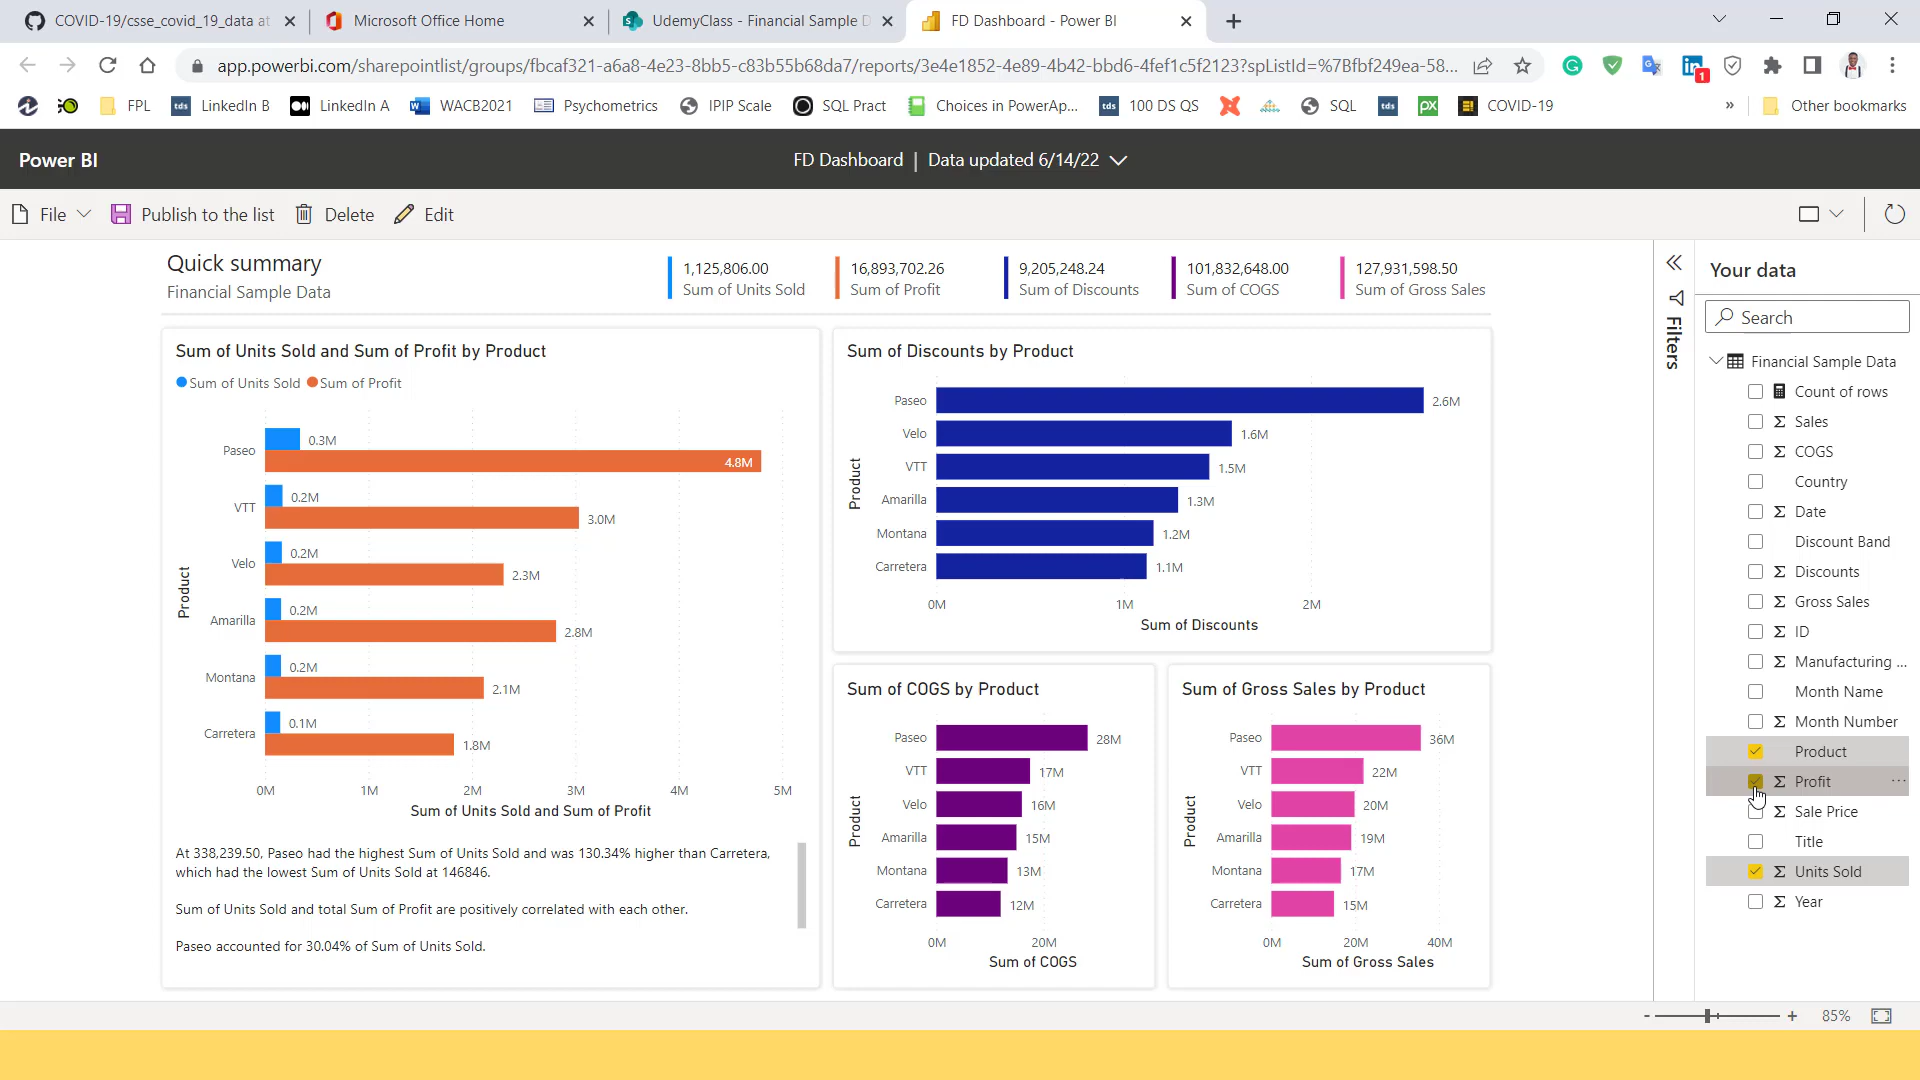 COVID-19/csse_covid_19_data at
Microsoft Office Home
UdemyClass - Financial Sample D
FD Dashboard - Power BI
app.powerbi.com/sharepointlist/groups/fbcaf321-a6a8-4e23-8bb5-c83b55b68da7/reports/3e4e1852-4e89-4b42-bbd6-4fef1c5f2123?spListId=%7Bfbf249ea-58...
1
FPL
tds LinkedIn B
LinkedIn A
WACB2021
Psychometrics
IPIP Scale
SQL Pract
Choices in PowerAp...
tds 100 DS QS
SQL
tds
px
COVID-19
»
Other bookmarks
Power BI
FD Dashboard | Data updated 6/14/22
File
Publish to the list
Delete
Edit
Quick summary
Financial Sample Data
1,125,806.00
Sum of Units Sold
16,893,702.26
Sum of Profit
9,205,248.24
Sum of Discounts
101,832,648.00
Sum of COGS
127,931,598.50
Sum of Gross Sales
Sum of Units Sold and Sum of Profit by Product
Sum of Units Sold Sum of Profit
Product
Paseo 0.3M
4.8M
VTT 0.2M
3.0M
Velo 0.2M
2.3M
Amarilla 0.2M
2.8M
Montana 0.2M
2.1M
Carretera 0.1M
1.8M
0M 1M 2M 3M 4M 5M
Sum of Units Sold and Sum of Profit
At 338,239.50, Paseo had the highest Sum of Units Sold and was 130.34% higher than Carretera,
which had the lowest Sum of Units Sold at 146846.
Sum of Units Sold and total Sum of Profit are positively correlated with each other.
Paseo accounted for 30.04% of Sum of Units Sold.
Sum of Discounts by Product
Product
Paseo 2.6M
Velo 1.6M
VTT 1.5M
Amarilla 1.3M
Montana 1.2M
Carretera 1.1M
0M 1M 2M
Sum of Discounts
Sum of COGS by Product
Product
Paseo 28M
VTT 17M
Velo 16M
Amarilla 15M
Montana 13M
Carretera 12M
0M 20M
Sum of COGS
Sum of Gross Sales by Product
Product
Paseo 36M
VTT 22M
Velo 20M
Amarilla 19M
Montana 17M
Carretera 15M
0M 20M 40M
Sum of Gross Sales
Filters
Your data
Search
Financial Sample Data
Count of rows
Σ Sales
Σ COGS
Country
Σ Date
Discount Band
Σ Discounts
Σ Gross Sales
Σ ID
Σ Manufacturing ...
Month Name
Σ Month Number
Product
Σ Profit ...
Σ Sale Price
Title
Σ Units Sold
Σ Year
- + 85%